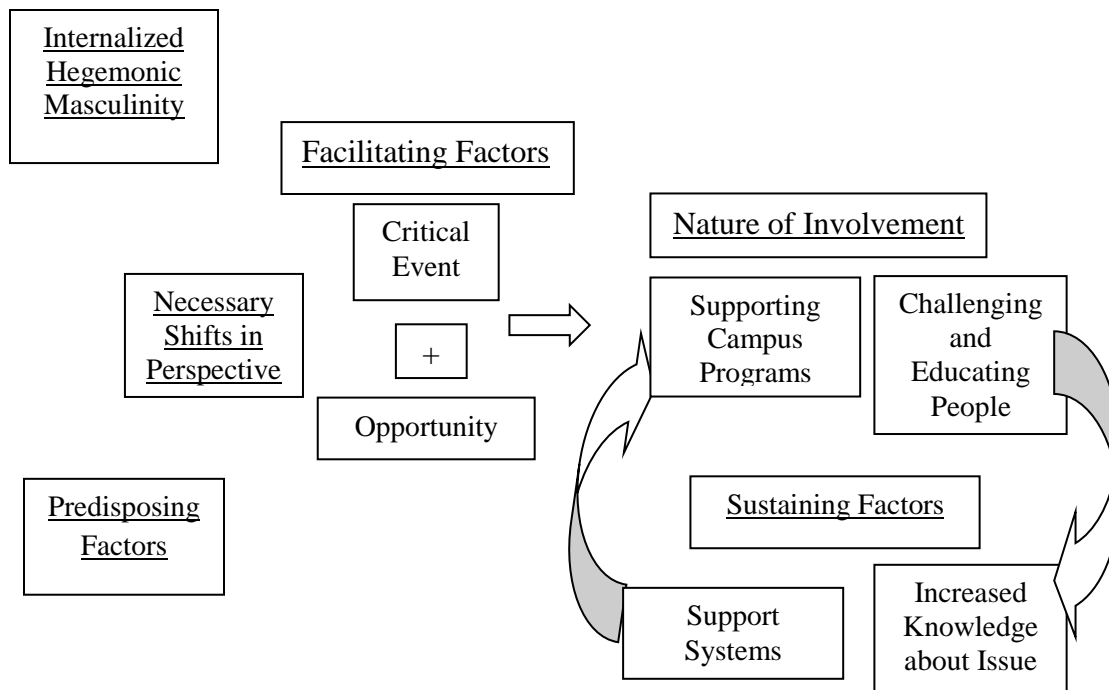 Internalized
Hegemonic
Masculinity
Facilitating Factors
Critical
Event
Necessary
Shifts in
Perspective
+
Opportunity
Predisposing
Factors
Nature of Involvement
Supporting
Campus
Programs
Challenging
and
Educating
People
Sustaining Factors
Support
Systems
Increased
Knowledge
about Issue